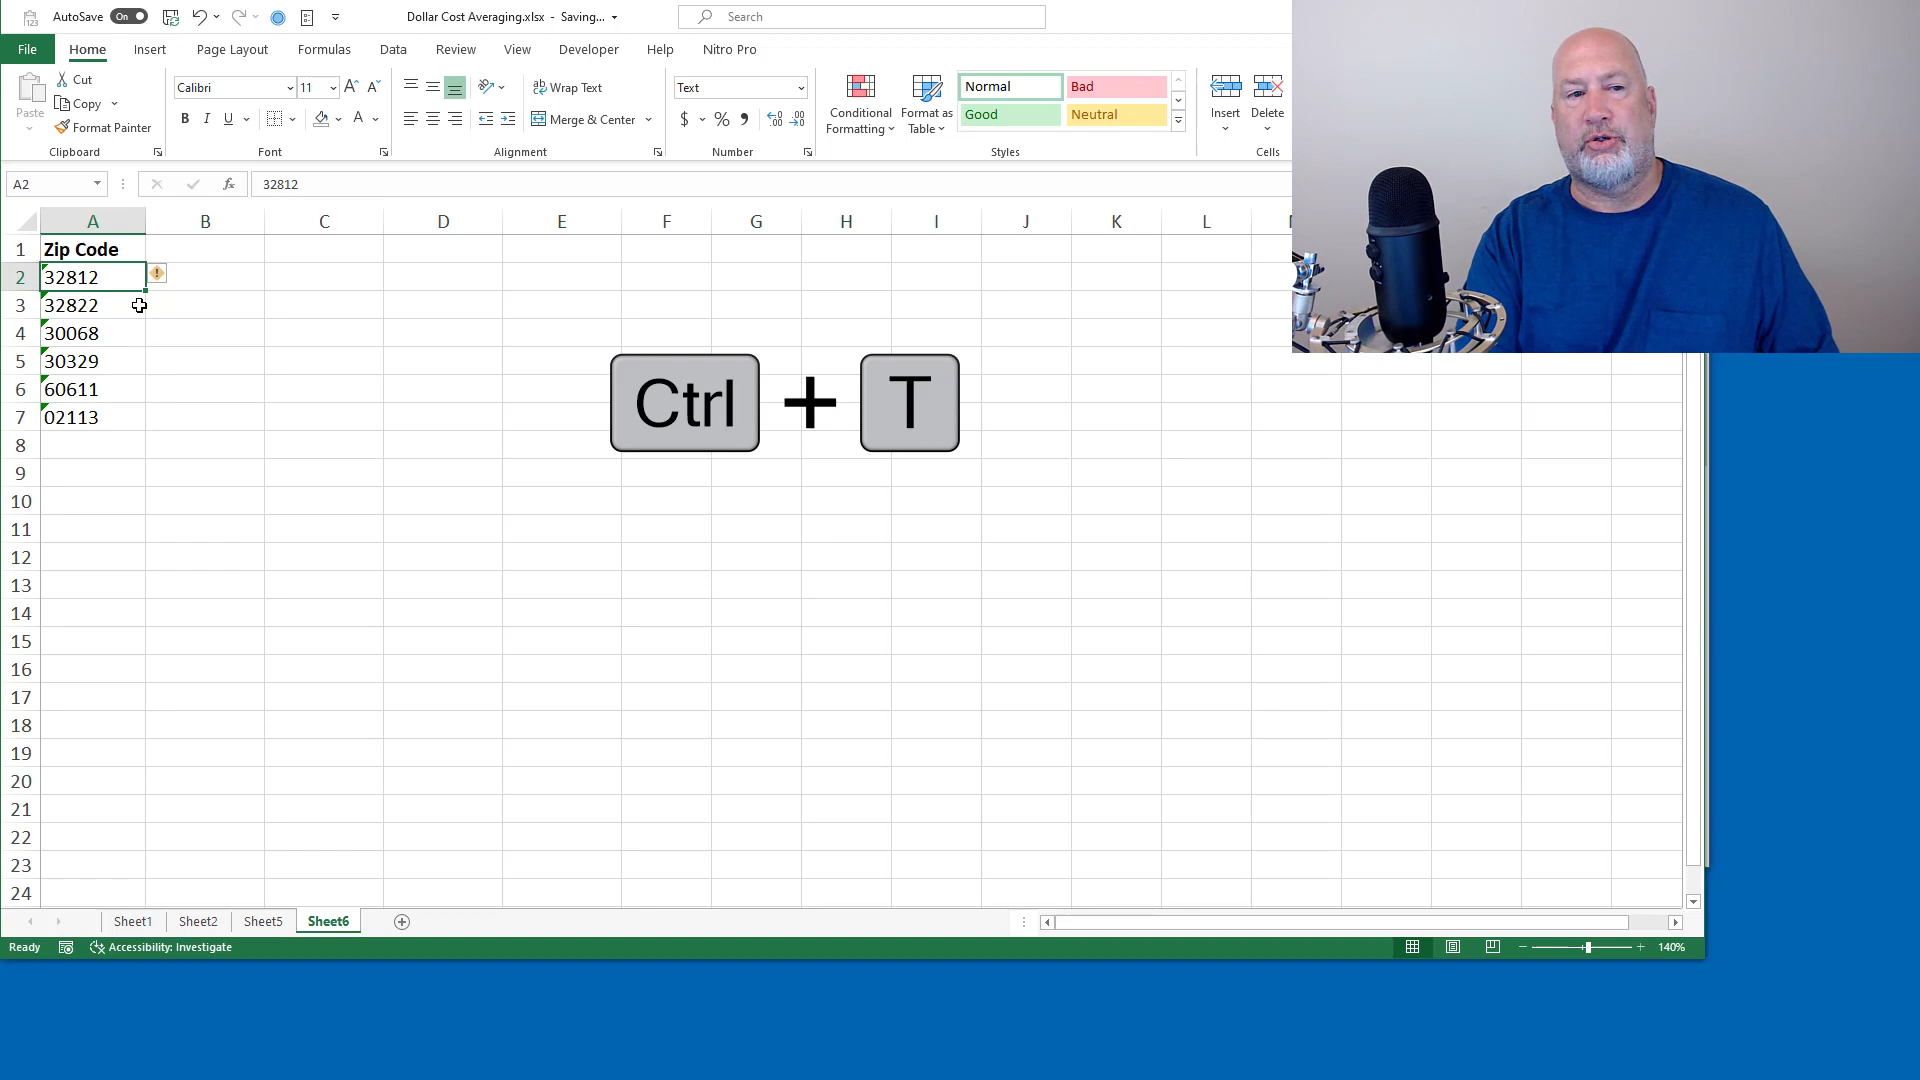 AutoSave On Dollar Cost Averaging.xlsx - Saving... Search
File Home Insert Page Layout Formulas Data Review View Developer Help Nitro Pro
Paste Cut Copy Format Painter
Calibri 11 A^ A˅
B I U A
Wrap Text
Merge & Center
Text
$ % , .00 .00
Conditional Formatting
Format as Table
Normal Bad
Good Neutral
Insert Delete
Clipboard Font Alignment Number Styles Cells
A2 fx 32812
A B C D E F G H I J K L
1 Zip Code
2 32812
3 32822
4 30068
5 30329
6 60611
7 02113
8
9
10
11
12
13
14
15
16
17
18
19
20
21
22
23
24
Ctrl + T
Sheet1 Sheet2 Sheet5 Sheet6
Ready Accessibility: Investigate 140%